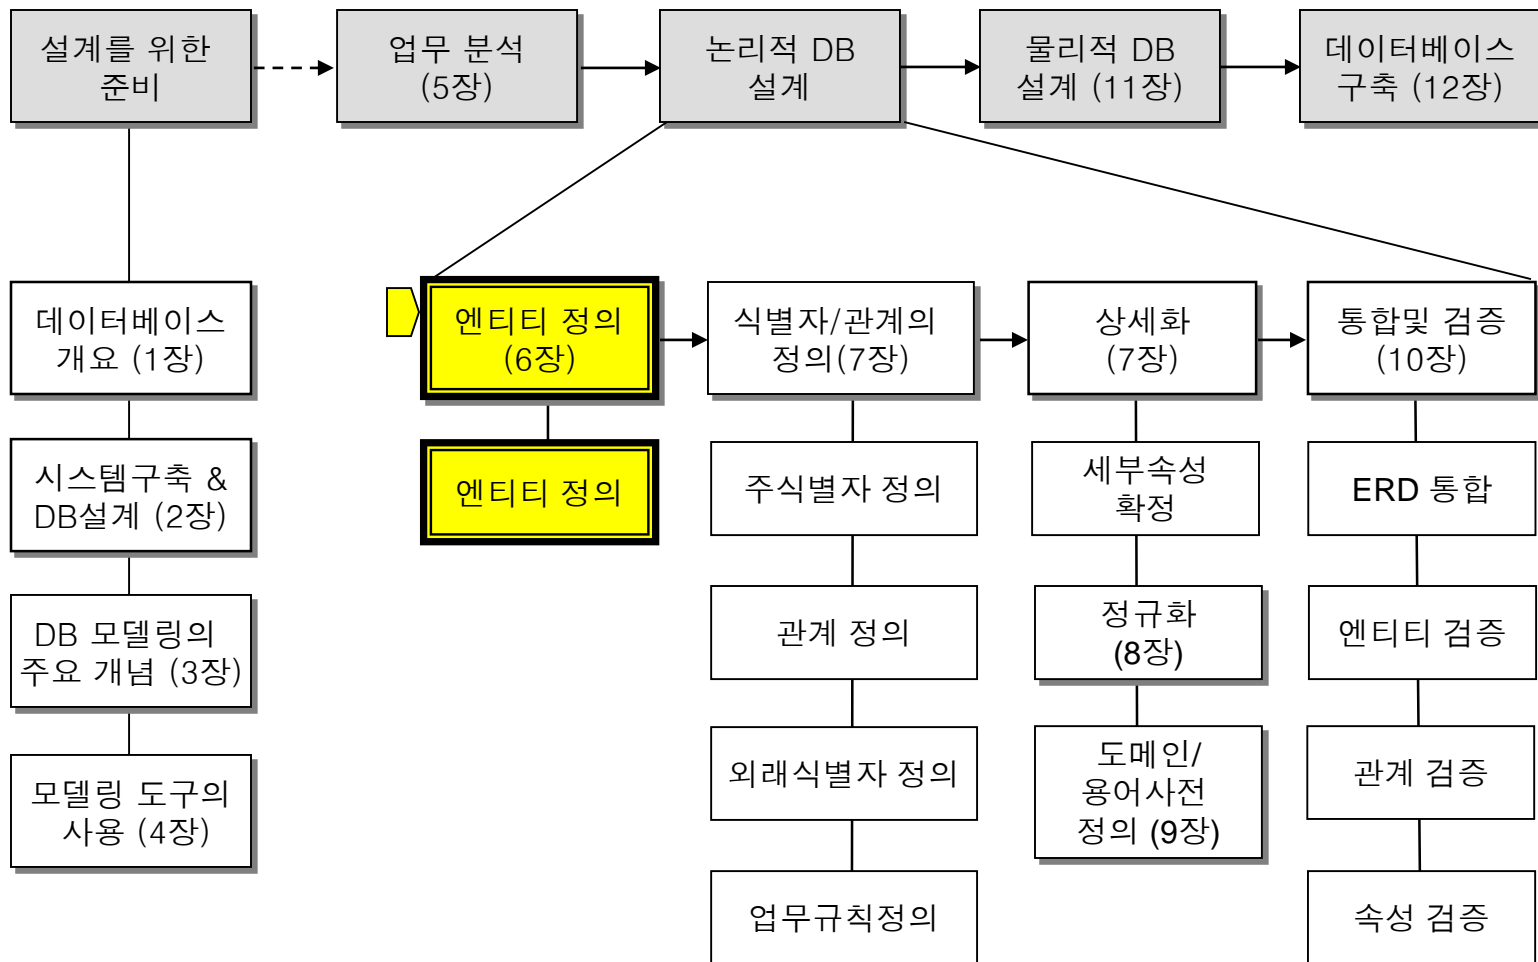 설계를 위한
준비
업무 분석
(5장)
논리적 DB
설계
물리적 DB
설계 (11장)
데이터베이스
구축 (12장)
데이터베이스
개요 (1장)
엔티티 정의
(6장)
식별자/관계의
정의(7장)
상세화
(7장)
통합및 검증
(10장)
시스템구축 &
DB설계 (2장)
엔티티 정의
주식별자 정의
세부속성
확정
ERD 통합
DB 모델링의
주요 개념 (3장)
관계 정의
정규화
(8장)
엔티티 검증
모델링 도구의
사용 (4장)
외래식별자 정의
도메인/
용어사전
정의 (9장)
관계 검증
업무규칙정의
속성 검증